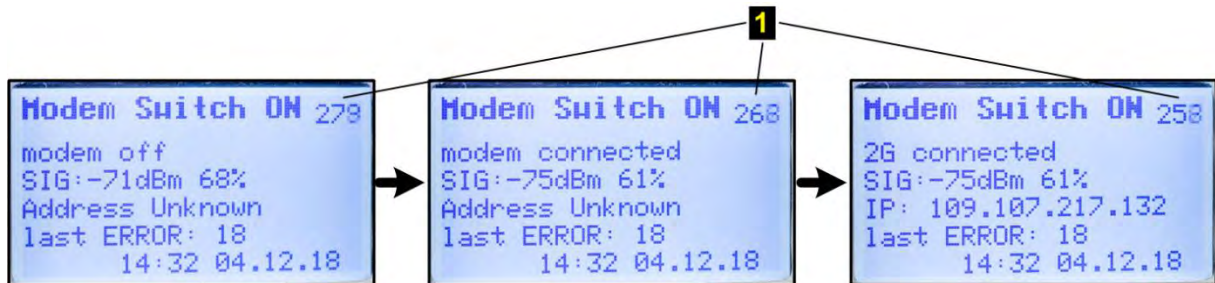 1
Modem Switch ON 279
modem off
SIG:-71dBm 68%
Address Unknown
last ERROR: 18
14:32 04.12.18
Modem Switch ON 268
modem connected
SIG:-75dBm 61%
Address Unknown
last ERROR: 18
14:32 04.12.18
Modem Switch ON 258
2G connected
SIG:-75dBm 61%
IP: 109.107.217.132
last ERROR: 18
14:32 04.12.18